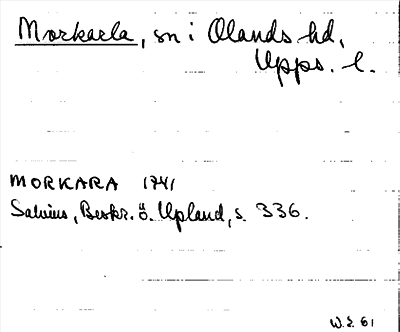 Morkarla, sn i Olands hd,
Upps. l.
MORKARA 1741
Salvius, Beskr. ö. Upland, s. 336.
W.S. 61